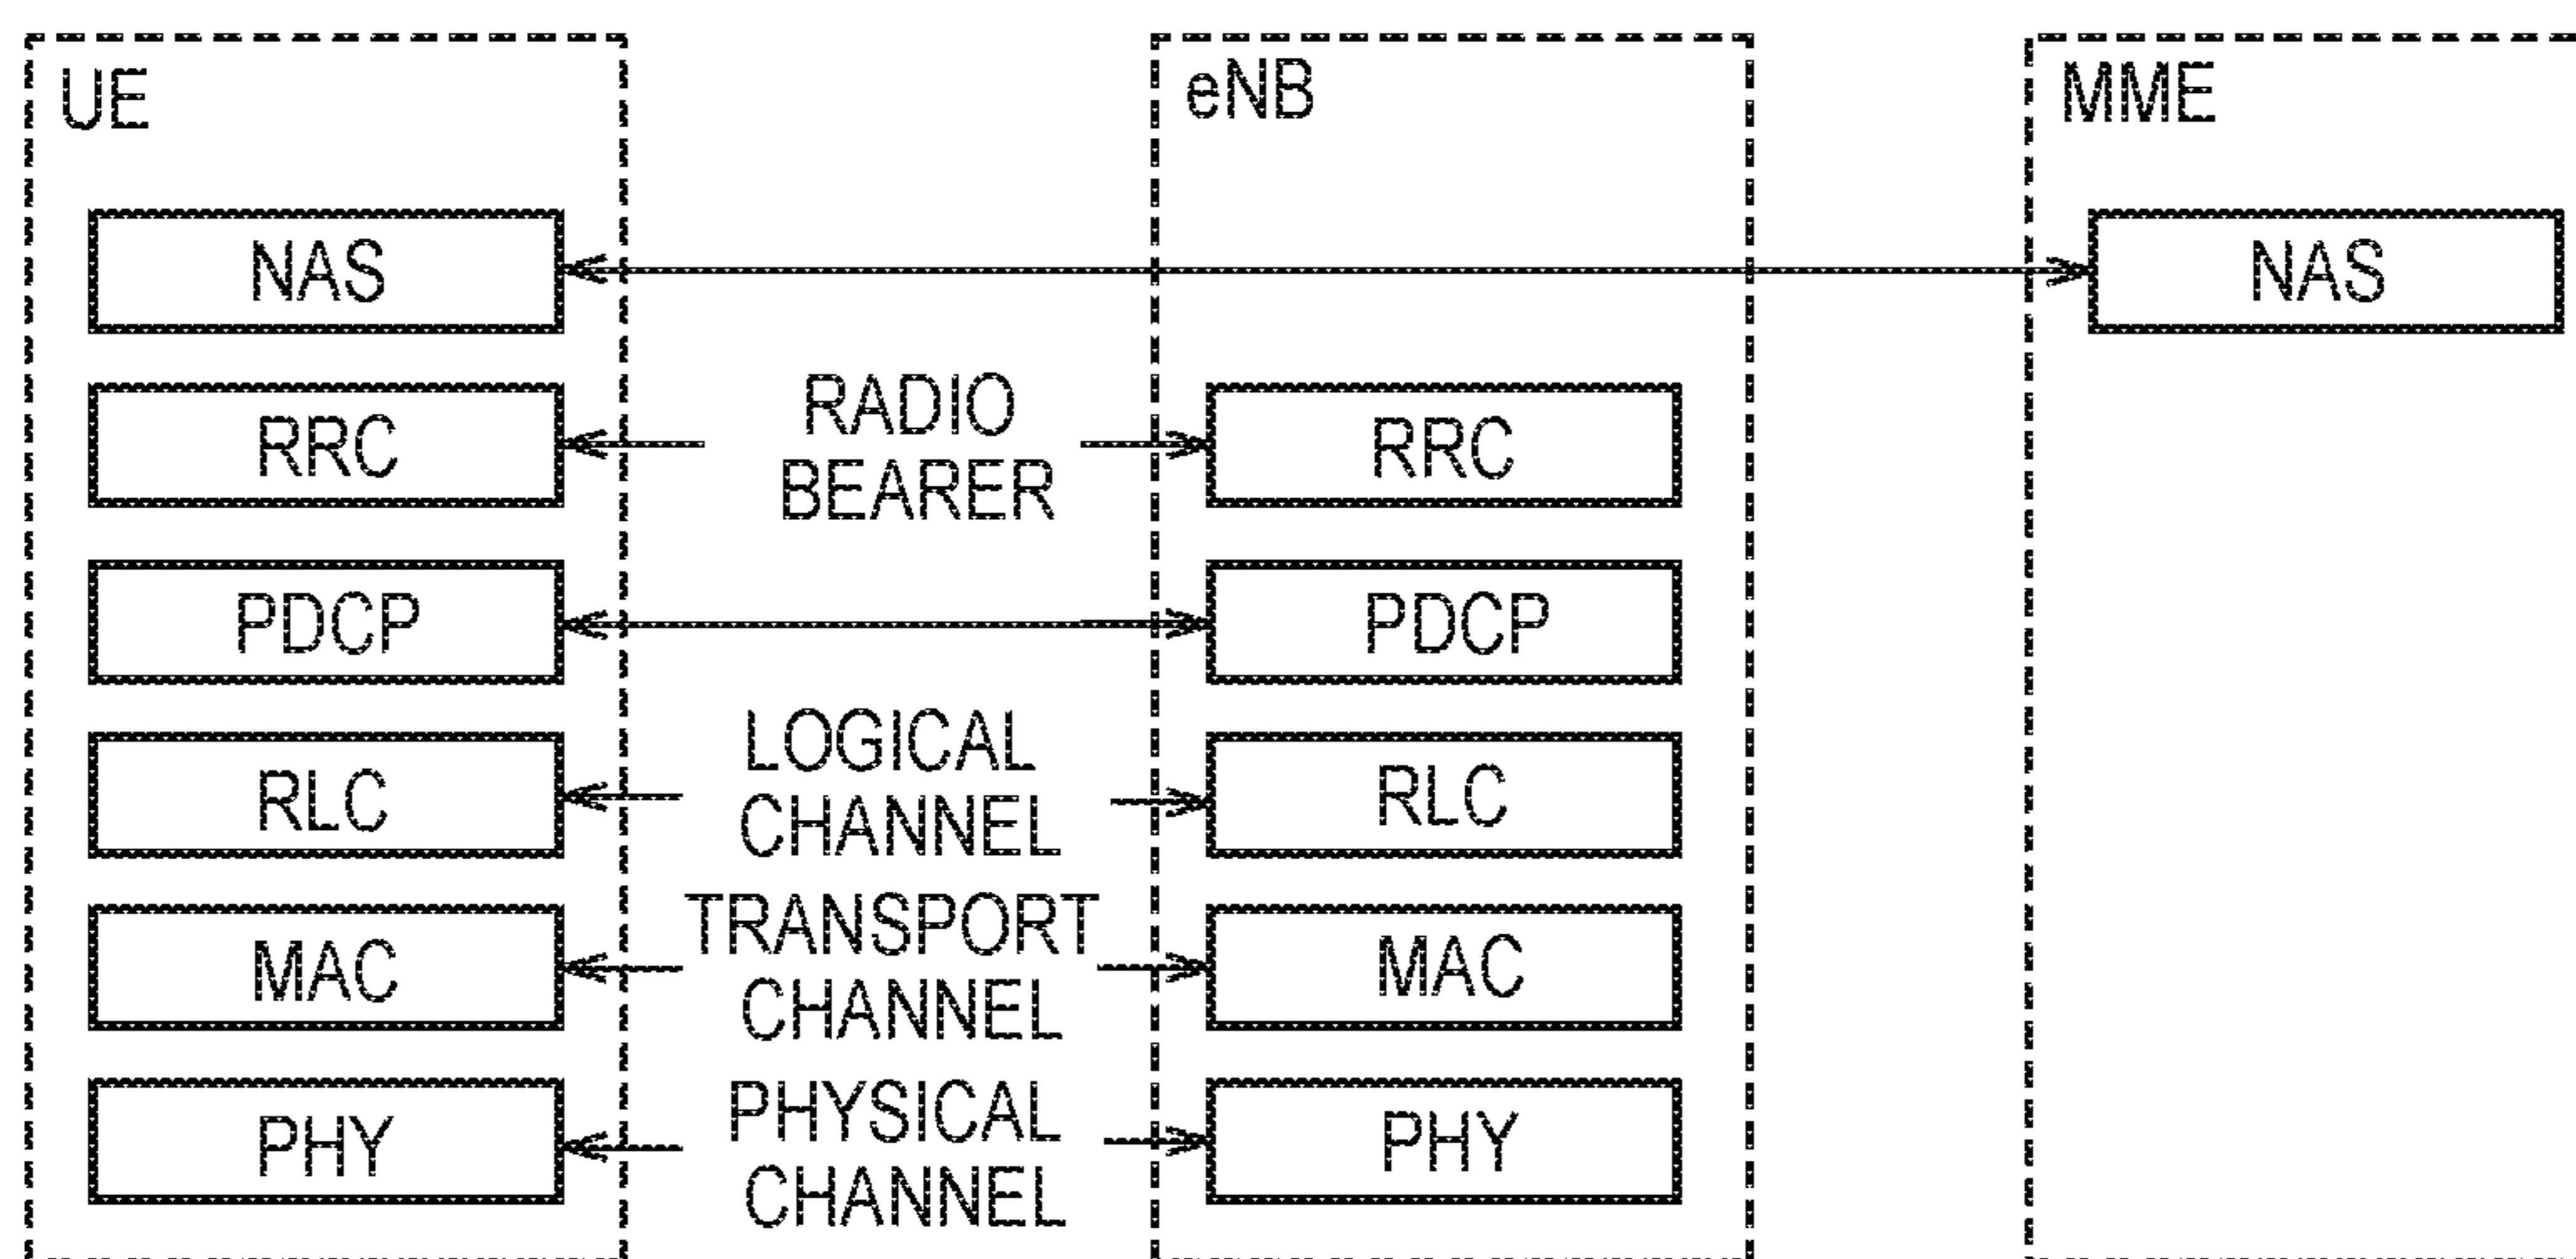 UE
eNB
MME
NAS
NAS
RRC
RADIO
BEARER
RRC
PDCP
PDCP
RLC
LOGICAL
CHANNEL
RLC
MAC
TRANSPORT
CHANNEL
MAC
PHY
PHYSICAL
CHANNEL
PHY